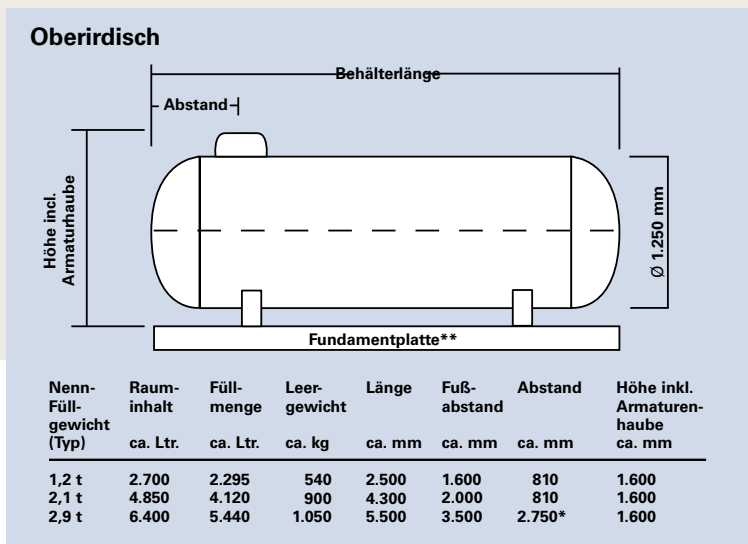 Oberirdisch
Behälterlänge
Abstand
Höhe incl.
Armaturhaube
Ø 1.250 mm
Fundamentplatte**
Nenn- Raum- Füll- Leer- Länge Fuß- Abstand Höhe inkl.
Füll- inhalt menge gewicht abstand Armaturen-
gewicht haube
(Typ) ca. Ltr. ca. Ltr. ca. kg ca. mm ca. mm ca. mm ca. mm
1,2 t 2.700 2.295 540 2.500 1.600 810 1.600
2,1 t 4.850 4.120 900 4.300 2.000 810 1.600
2,9 t 6.400 5.440 1.050 5.500 3.500 2.750* 1.600